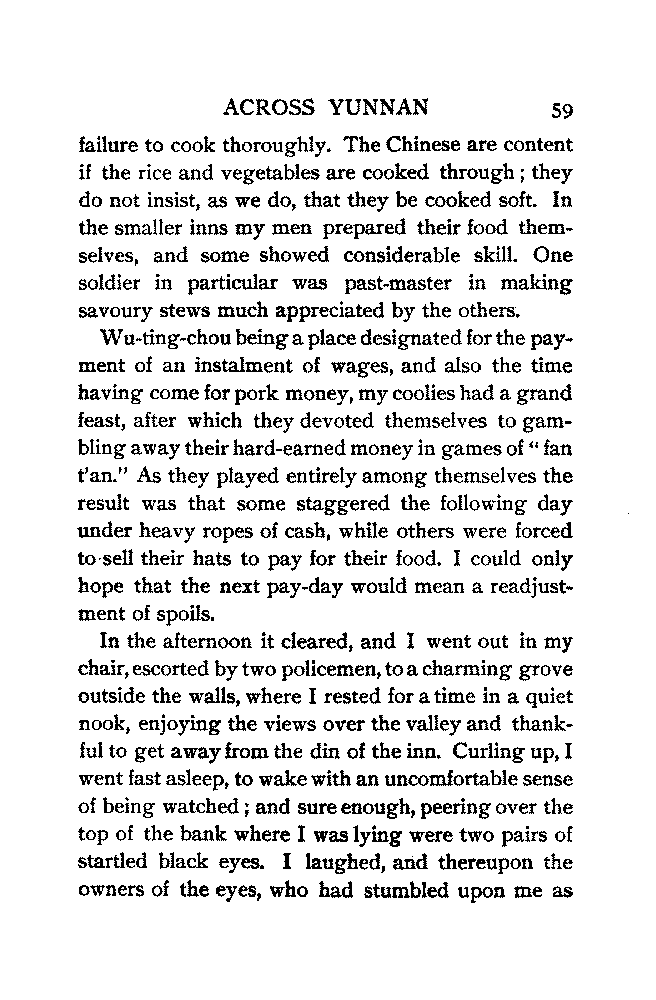 ACROSS YUNNAN 59
failure to cook thoroughly. The Chinese are content
if the rice and vegetables are cooked through ; they
do not insist, as we do, that they be cooked soft. In
the smaller inns my men prepared their food them-
selves, and some showed considerable skill. One
soldier in particular was past-master in making
savoury stews much appreciated by the others.
Wu-ting-chou being a place designated for the pay-
ment of an instalment of wages, and also the time
having come for pork money, my coolies had a grand
feast, after which they devoted themselves to gam-
bling away their hard-earned money in games of “ fan
t’an.” As they played entirely among themselves the
result was that some staggered the following day
under heavy ropes of cash, while others were forced
to sell their hats to pay for their food. I could only
hope that the next pay-day would mean a readjust-
ment of spoils.
In the afternoon it cleared, and I went out in my
chair, escorted by two policemen, to a charming grove
outside the walls, where I rested for a time in a quiet
nook, enjoying the views over the valley and thank-
ful to get away from the din of the inn. Curling up, I
went fast asleep, to wake with an uncomfortable sense
of being watched ; and sure enough, peering over the
top of the bank where I was lying were two pairs of
startled black eyes. I laughed, and thereupon the
owners of the eyes, who had stumbled upon me as